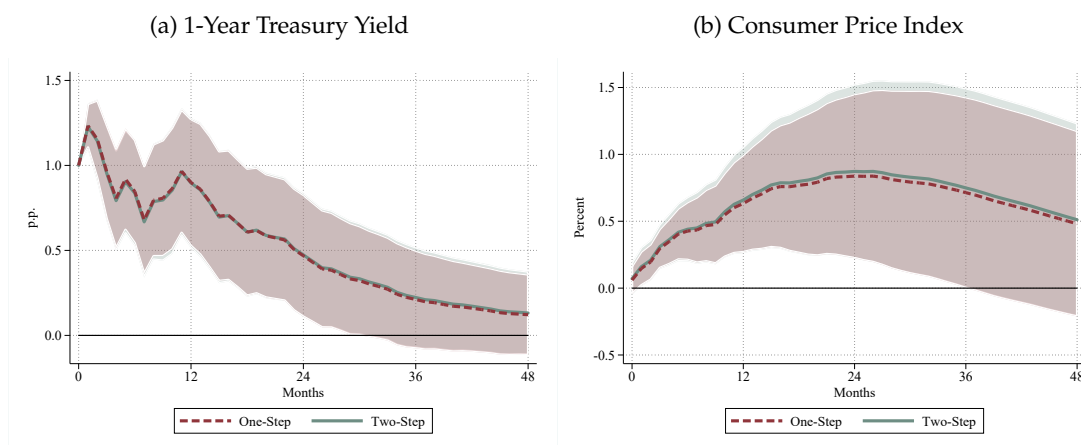 (a) 1-Year Treasury Yield
(b) Consumer Price Index
1.5
1.0
0.5
0.0
p.p.
0
12
24
36
48
Months
One-Step
Two-Step
1.5
1.0
0.5
0.0
-0.5
Percent
0
12
24
36
48
Months
One-Step
Two-Step